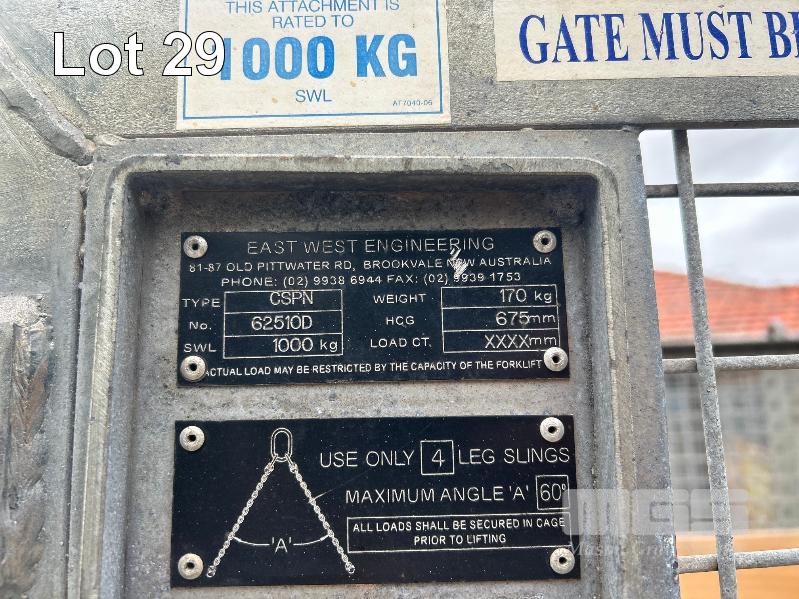 Lot 29
THIS ATTACHMENT IS
RATED TO
1000 KG
SWL
AT7040-06
GATE MUST BE
EAST WEST ENGINEERING
81-87 OLD PITTWATER RD, BROOKVALE NSW AUSTRALIA
PHONE: (02) 9938 6944 FAX: (02) 9939 1753
TYPE CSPN WEIGHT 170 kg
No. 62510D HCG 675mm
SWL 1000 kg LOAD CT. XXXXmm
ACTUAL LOAD MAY BE RESTRICTED BY THE CAPACITY OF THE FORKLIFT
USE ONLY 4 LEG SLINGS
MAXIMUM ANGLE 'A' 60°
ALL LOADS SHALL BE SECURED IN CAGE
PRIOR TO LIFTING
'A'
MGS